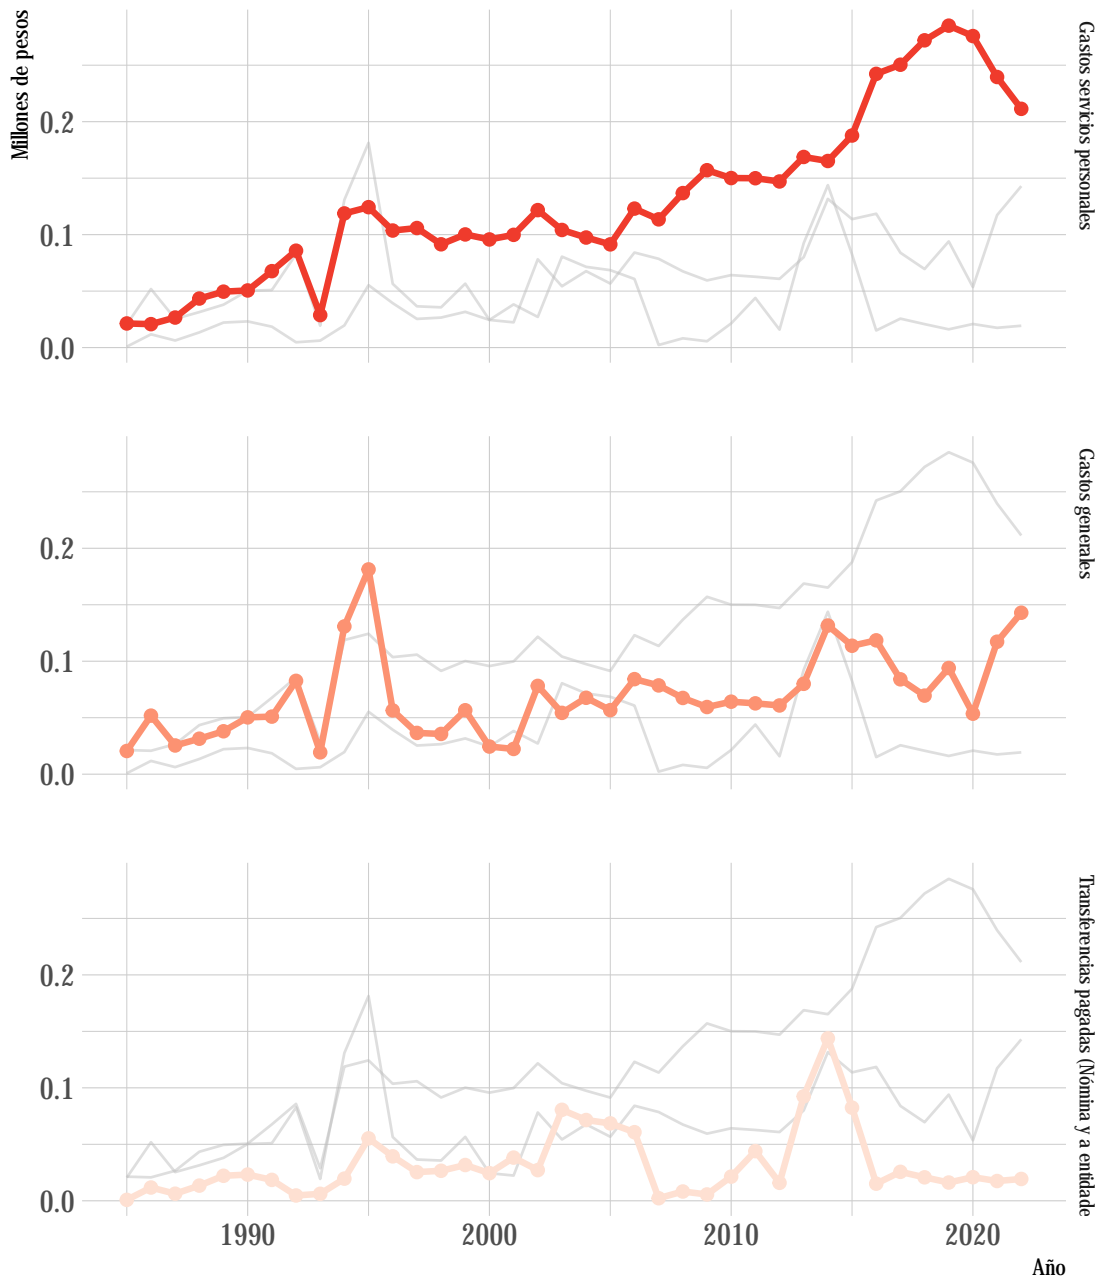 Millones de pesos
0.2
0.1
0.0
Gastos servicios personales
0.2
0.1
0.0
Gastos generales
0.2
0.1
0.0
Transferencias pagadas (Nómina y a entidade
1990 2000 2010 2020
Año